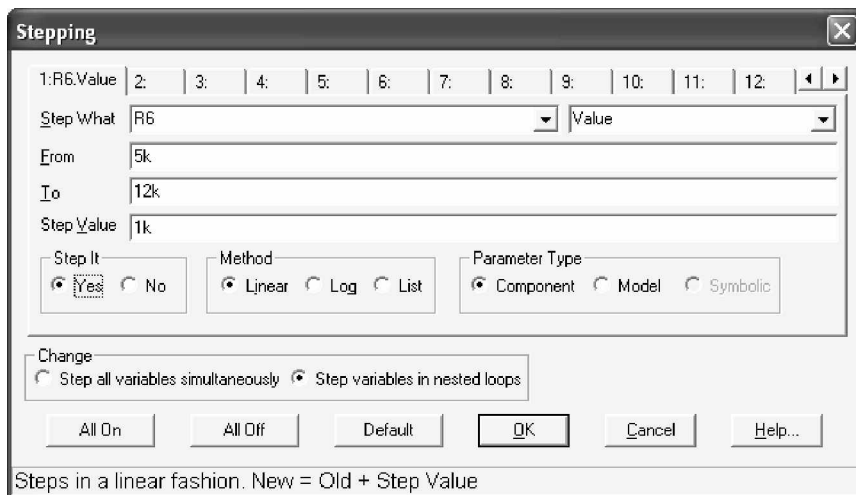 Stepping
1:R6.Value 2: 3: 4: 5: 6: 7: 8: 9: 10: 11: 12:
Step What R6 Value
From 5k
To 12k
Step Value 1k
Step It Method Parameter Type
Yes No Linear Log List Component Model Symbolic
Change
Step all variables simultaneously Step variables in nested loops
All On All Off Default OK Cancel Help...
Steps in a linear fashion. New = Old + Step Value